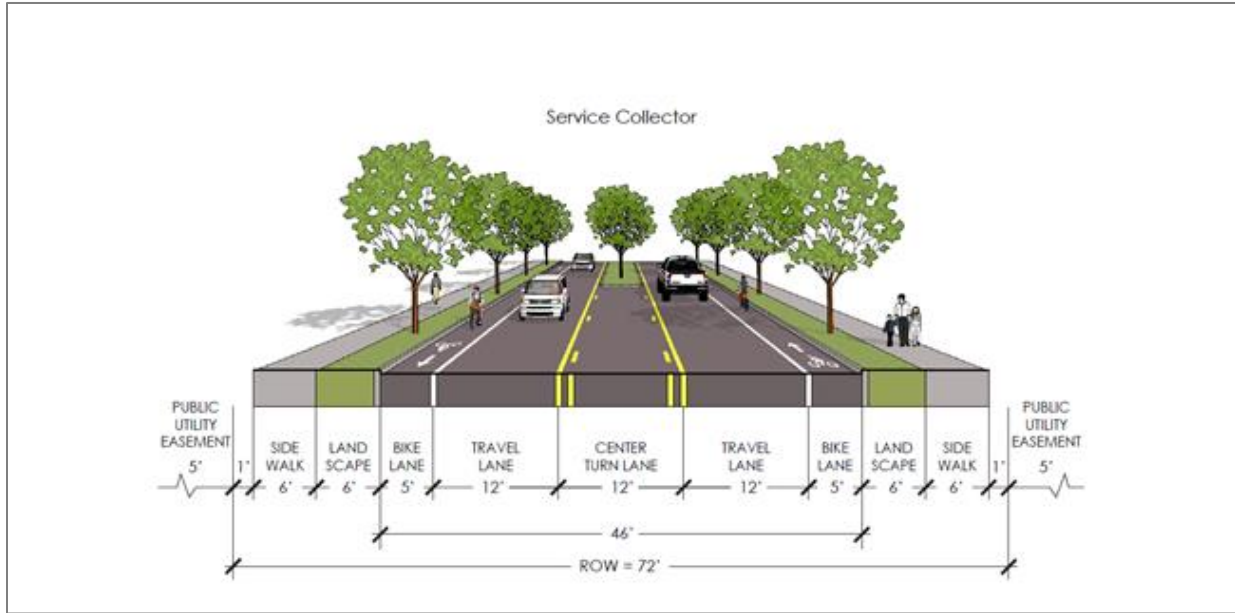 Service Collector
PUBLIC
UTILITY
EASEMENT
5'
1'
SIDE
WALK
6'
LAND
SCAPE
6'
BIKE
LANE
5'
TRAVEL
LANE
12'
CENTER
TURN LANE
12'
TRAVEL
LANE
12'
BIKE
LANE
5'
LAND
SCAPE
6'
SIDE
WALK
6'
1'
PUBLIC
UTILITY
EASEMENT
5'
46'
ROW = 72'